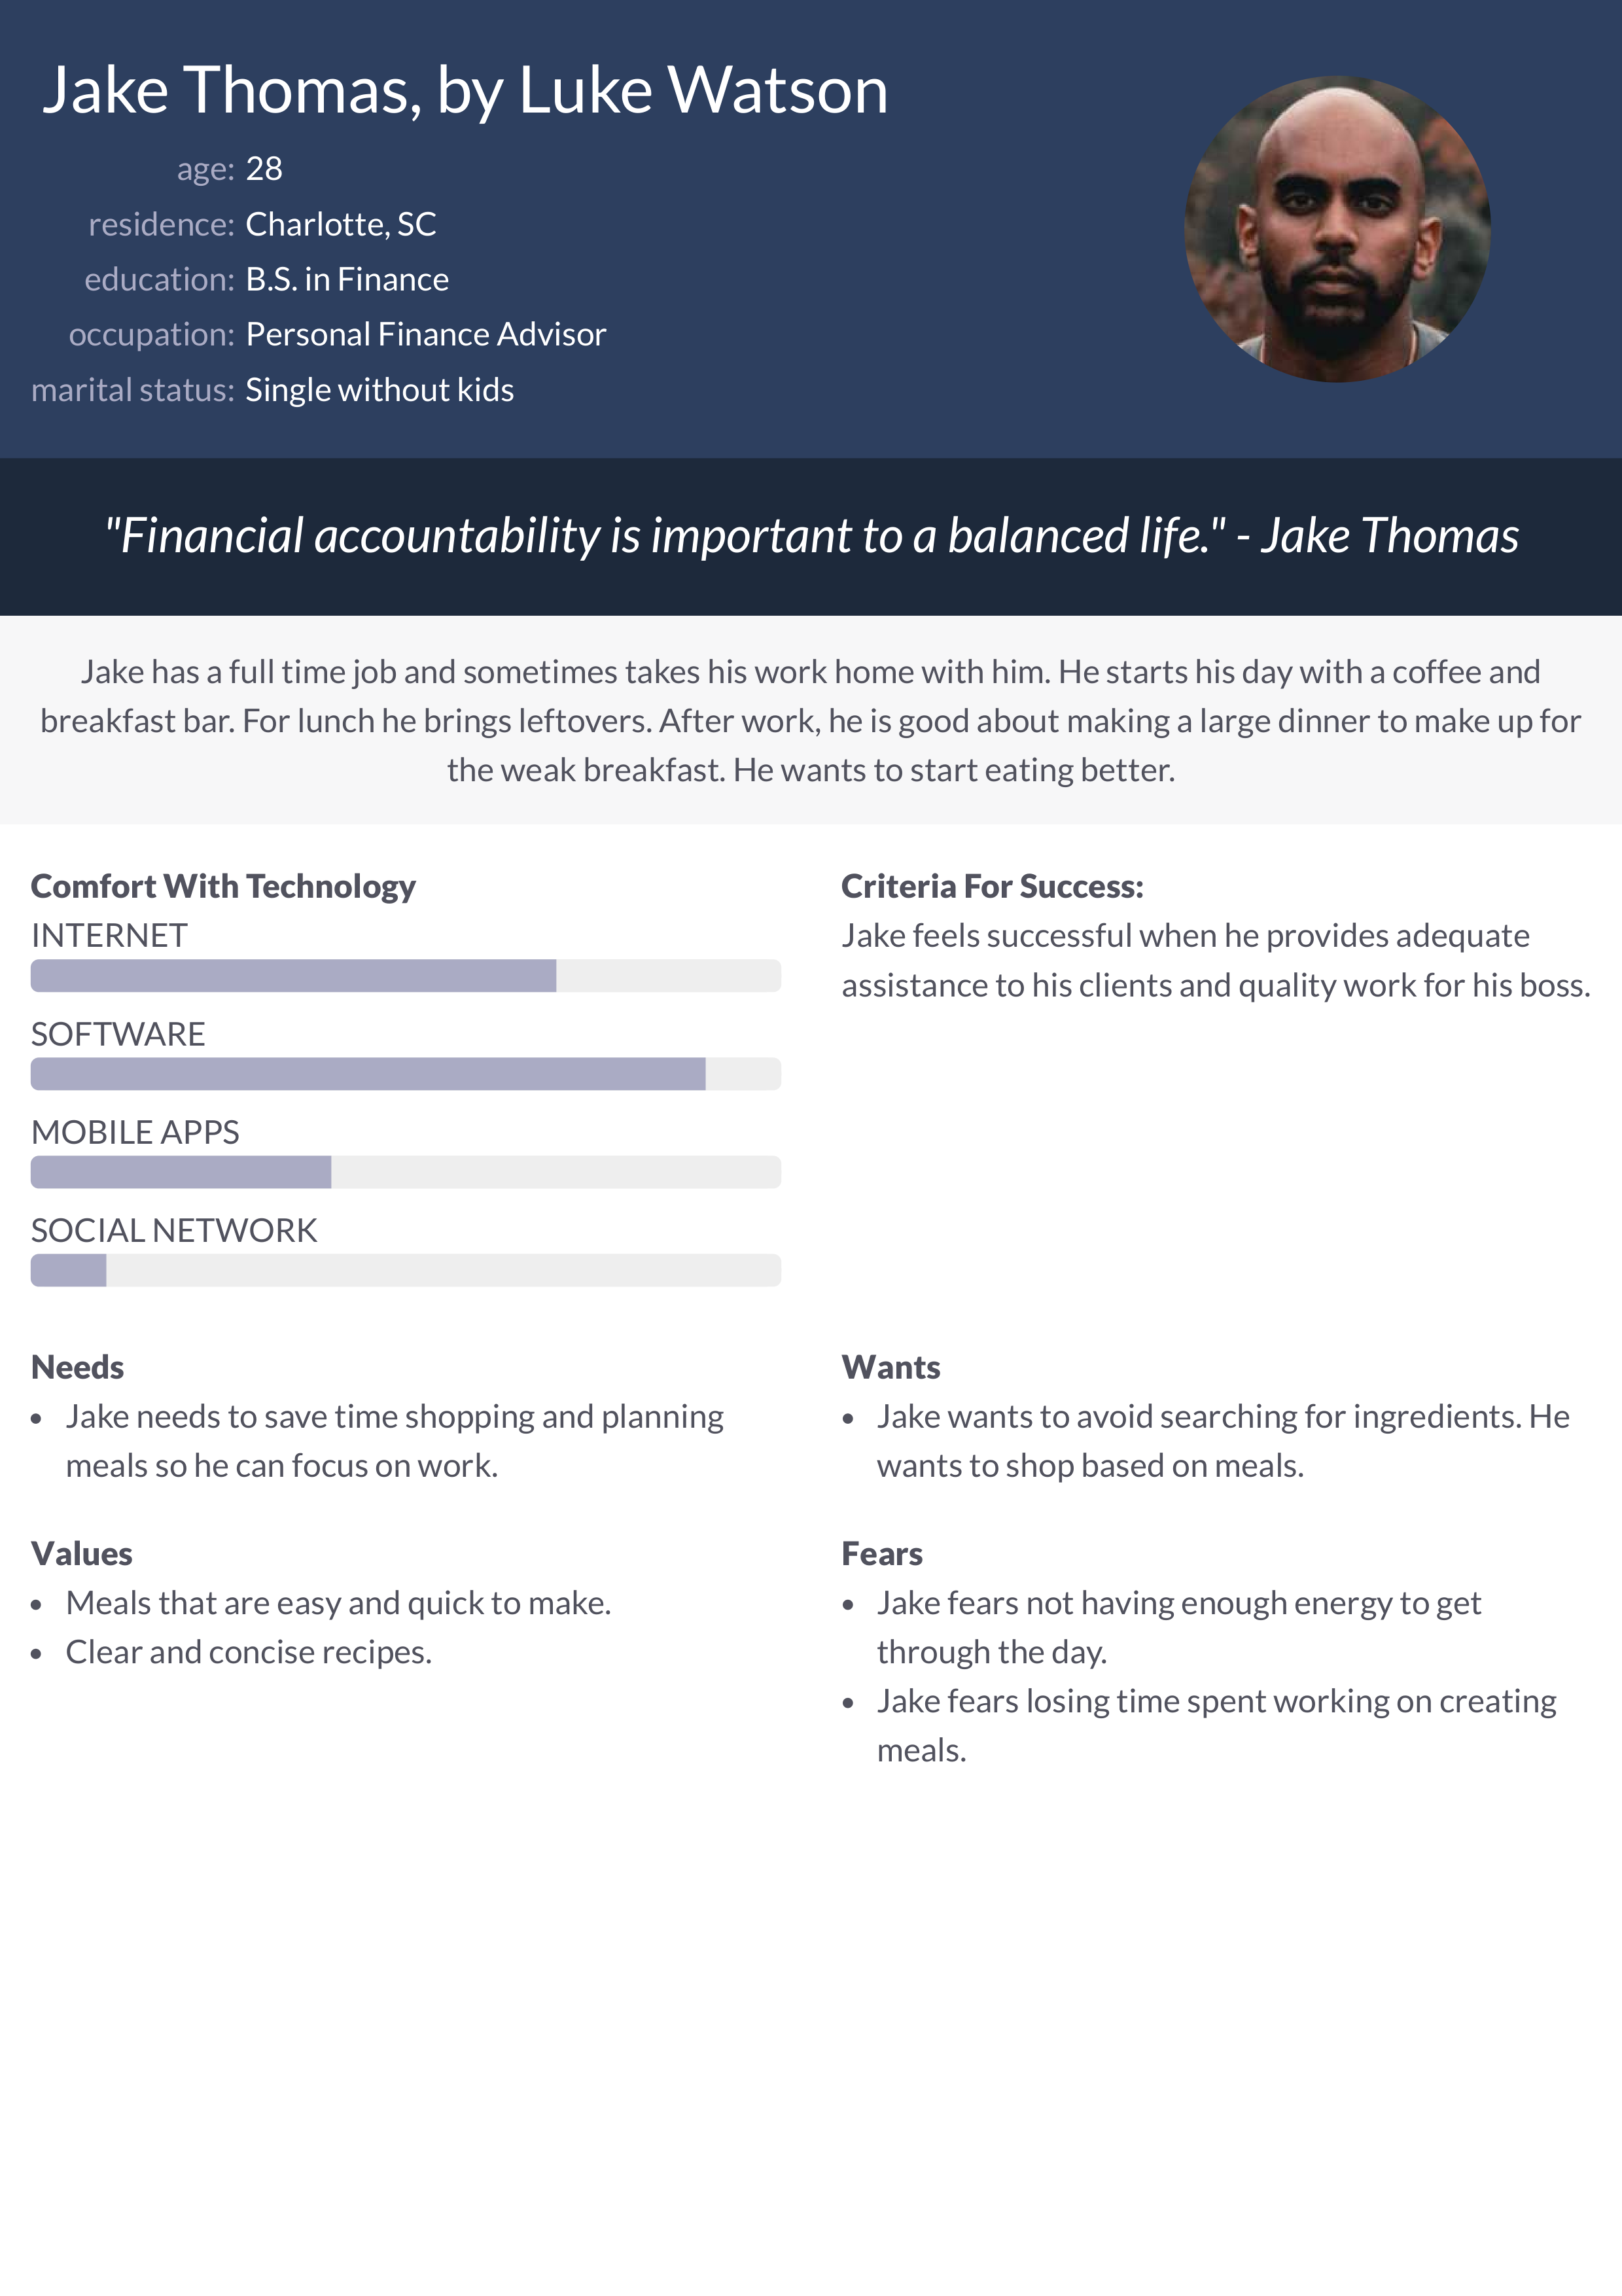 Jake Thomas, by Luke Watson
age: 28
residence: Charlotte, SC
education: B.S. in Finance
occupation: Personal Finance Advisor
marital status: Single without kids
"Financial accountability is important to a balanced life." - Jake Thomas
Jake has a full time job and sometimes takes his work home with him. He starts his day with a coffee and
breakfast bar. For lunch he brings leftovers. After work, he is good about making a large dinner to make up for
the weak breakfast. He wants to start eating better.
Comfort With Technology
INTERNET
SOFTWARE
MOBILE APPS
SOCIAL NETWORK
Criteria For Success:
Jake feels successful when he provides adequate
assistance to his clients and quality work for his boss.
Needs
• Jake needs to save time shopping and planning
meals so he can focus on work.
Wants
• Jake wants to avoid searching for ingredients. He
wants to shop based on meals.
Values
• Meals that are easy and quick to make.
• Clear and concise recipes.
Fears
• Jake fears not having enough energy to get
through the day.
• Jake fears losing time spent working on creating
meals.